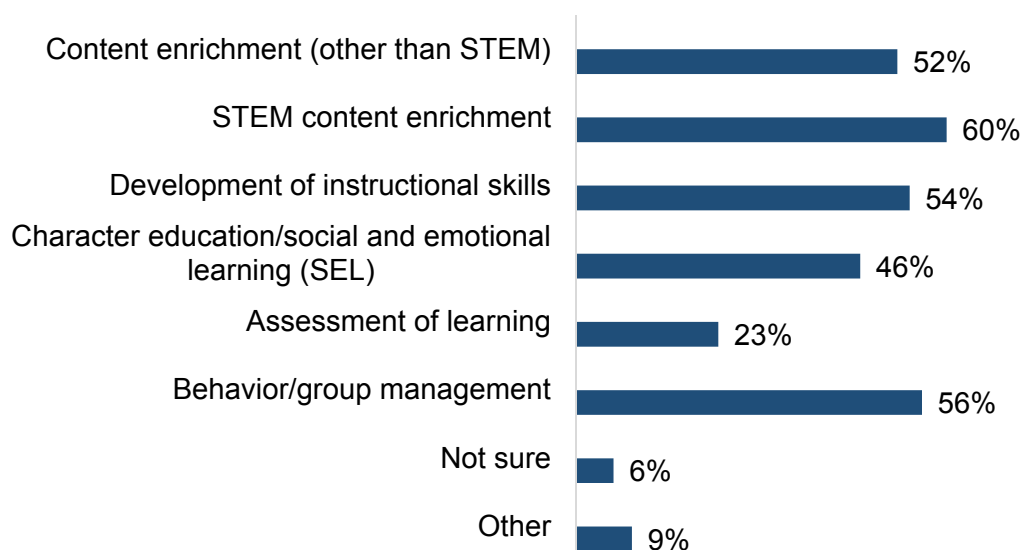 Content enrichment (other than STEM) 52%
STEM content enrichment 60%
Development of instructional skills 54%
Character education/social and emotional
learning (SEL) 46%
Assessment of learning 23%
Behavior/group management 56%
Not sure 6%
Other 9%